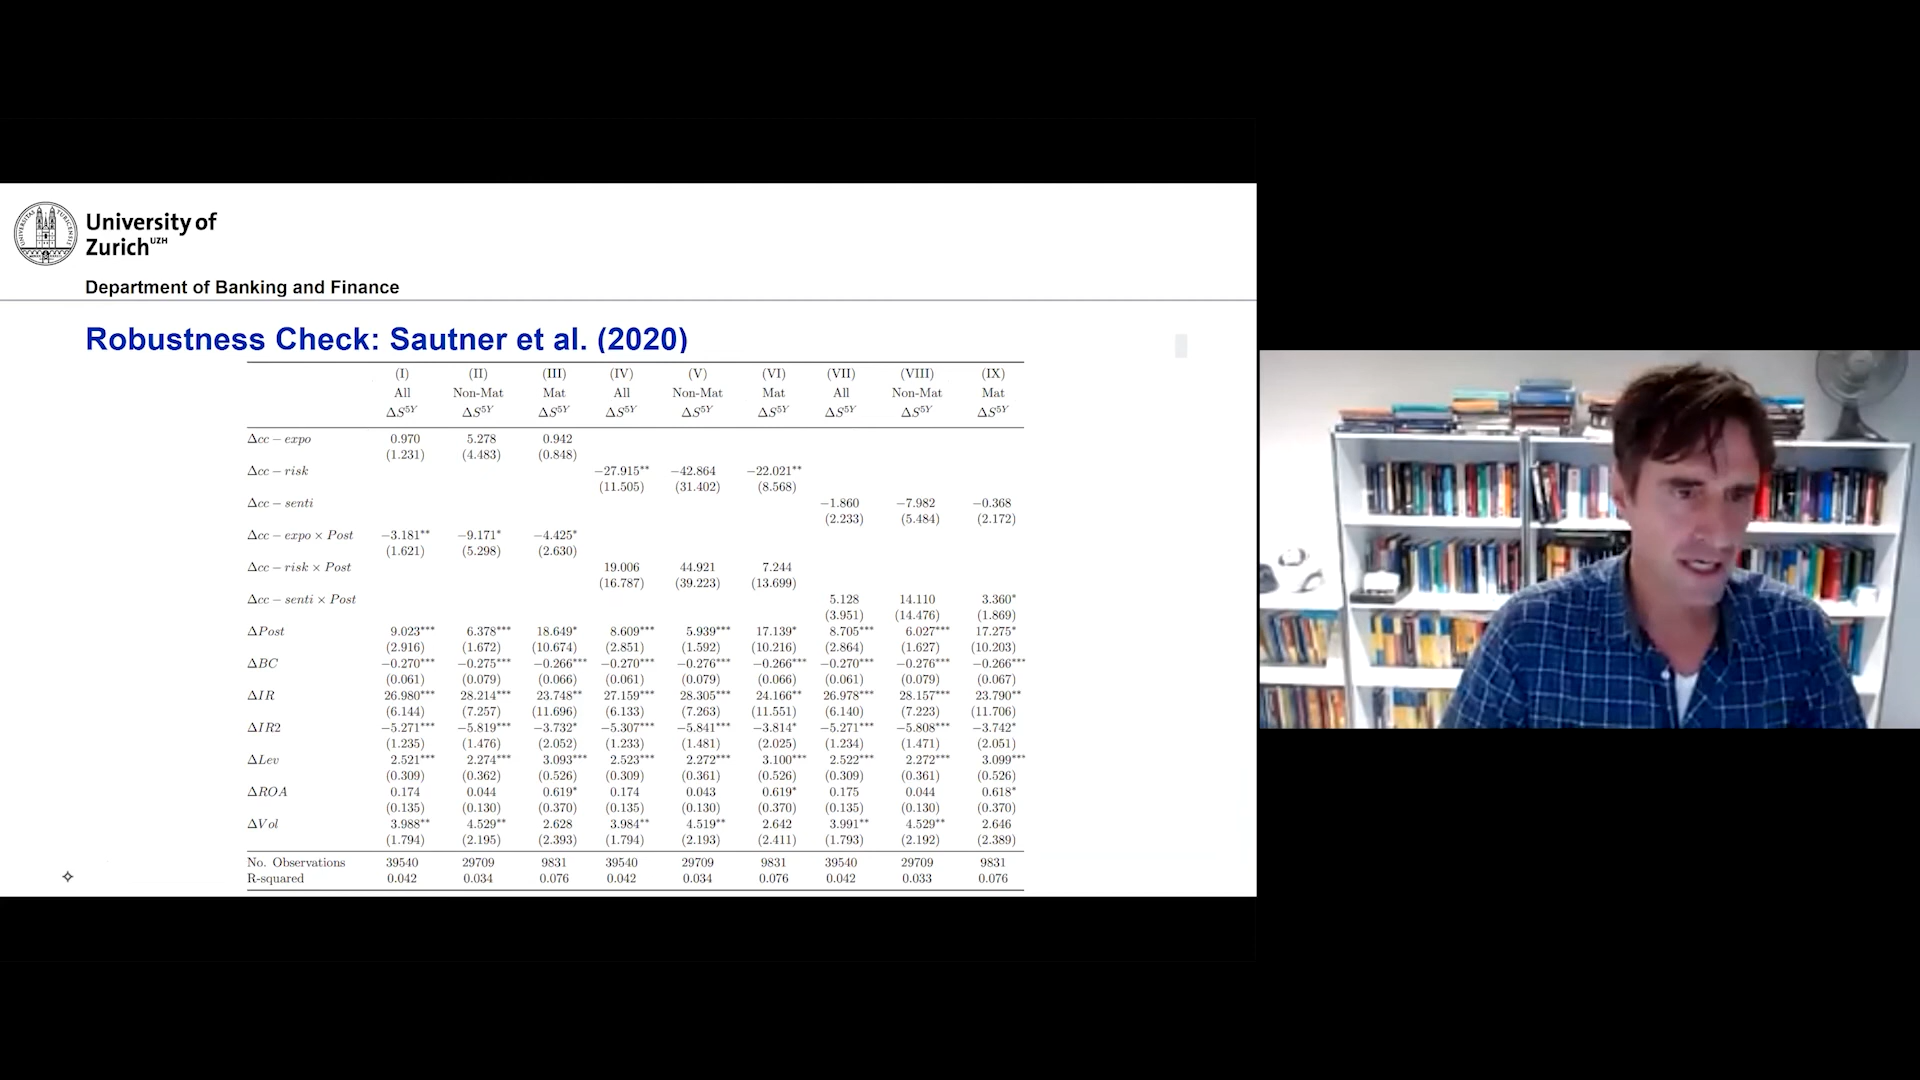 University of
Zurich UZH
Department of Banking and Finance
Robustness Check: Sautner et al. (2020)
(I) (II) (III) (IV) (V) (VI) (VII) (VIII) (IX)
All Non-Mat Mat All Non-Mat Mat All Non-Mat Mat
ΔS^5Y ΔS^5Y ΔS^5Y ΔS^5Y ΔS^5Y ΔS^5Y ΔS^5Y ΔS^5Y ΔS^5Y
Δcc − expo 0.970 5.278 0.942
(1.231) (4.483) (0.848)
Δcc − risk −27.915** −42.864 −22.021**
(11.505) (31.402) (8.568)
Δcc − senti −1.860 −7.982 −0.368
(2.233) (5.484) (2.172)
Δcc − expo × Post −3.181** −9.171* −4.425*
(1.621) (5.298) (2.630)
Δcc − risk × Post 19.006 44.921 7.244
(16.787) (39.223) (13.699)
Δcc − senti × Post 5.128 14.110 3.360*
(3.951) (14.476) (1.869)
ΔPost 9.023*** 6.378*** 18.649* 8.609*** 5.939*** 17.139* 8.705*** 6.027*** 17.275*
(2.916) (1.672) (10.674) (2.851) (1.592) (10.216) (2.864) (1.627) (10.203)
ΔBC −0.270*** −0.275*** −0.266*** −0.270*** −0.276*** −0.266*** −0.270*** −0.276*** −0.266***
(0.061) (0.079) (0.066) (0.061) (0.079) (0.066) (0.061) (0.079) (0.067)
ΔIR 26.980*** 28.214*** 23.748** 27.159*** 28.305*** 24.166** 26.978*** 28.157*** 23.790**
(6.144) (7.257) (11.696) (6.133) (7.263) (11.551) (6.140) (7.223) (11.706)
ΔIR2 −5.271*** −5.819*** −3.732* −5.307*** −5.841*** −3.814* −5.271*** −5.808*** −3.742*
(1.235) (1.476) (2.052) (1.233) (1.481) (2.025) (1.234) (1.471) (2.051)
ΔLev 2.521*** 2.274*** 3.093*** 2.523*** 2.272*** 3.100*** 2.522*** 2.272*** 3.099***
(0.309) (0.362) (0.526) (0.309) (0.361) (0.526) (0.309) (0.361) (0.526)
ΔROA 0.174 0.044 0.619* 0.174 0.043 0.619* 0.175 0.044 0.618*
(0.135) (0.130) (0.370) (0.135) (0.130) (0.370) (0.135) (0.130) (0.370)
ΔVol 3.988** 4.529** 2.628 3.984** 4.519** 2.642 3.991** 4.529** 2.646
(1.794) (2.195) (2.393) (1.794) (2.193) (2.411) (1.793) (2.192) (2.389)
No. Observations 39540 29709 9831 39540 29709 9831 39540 29709 9831
R-squared 0.042 0.034 0.076 0.042 0.034 0.076 0.042 0.033 0.076